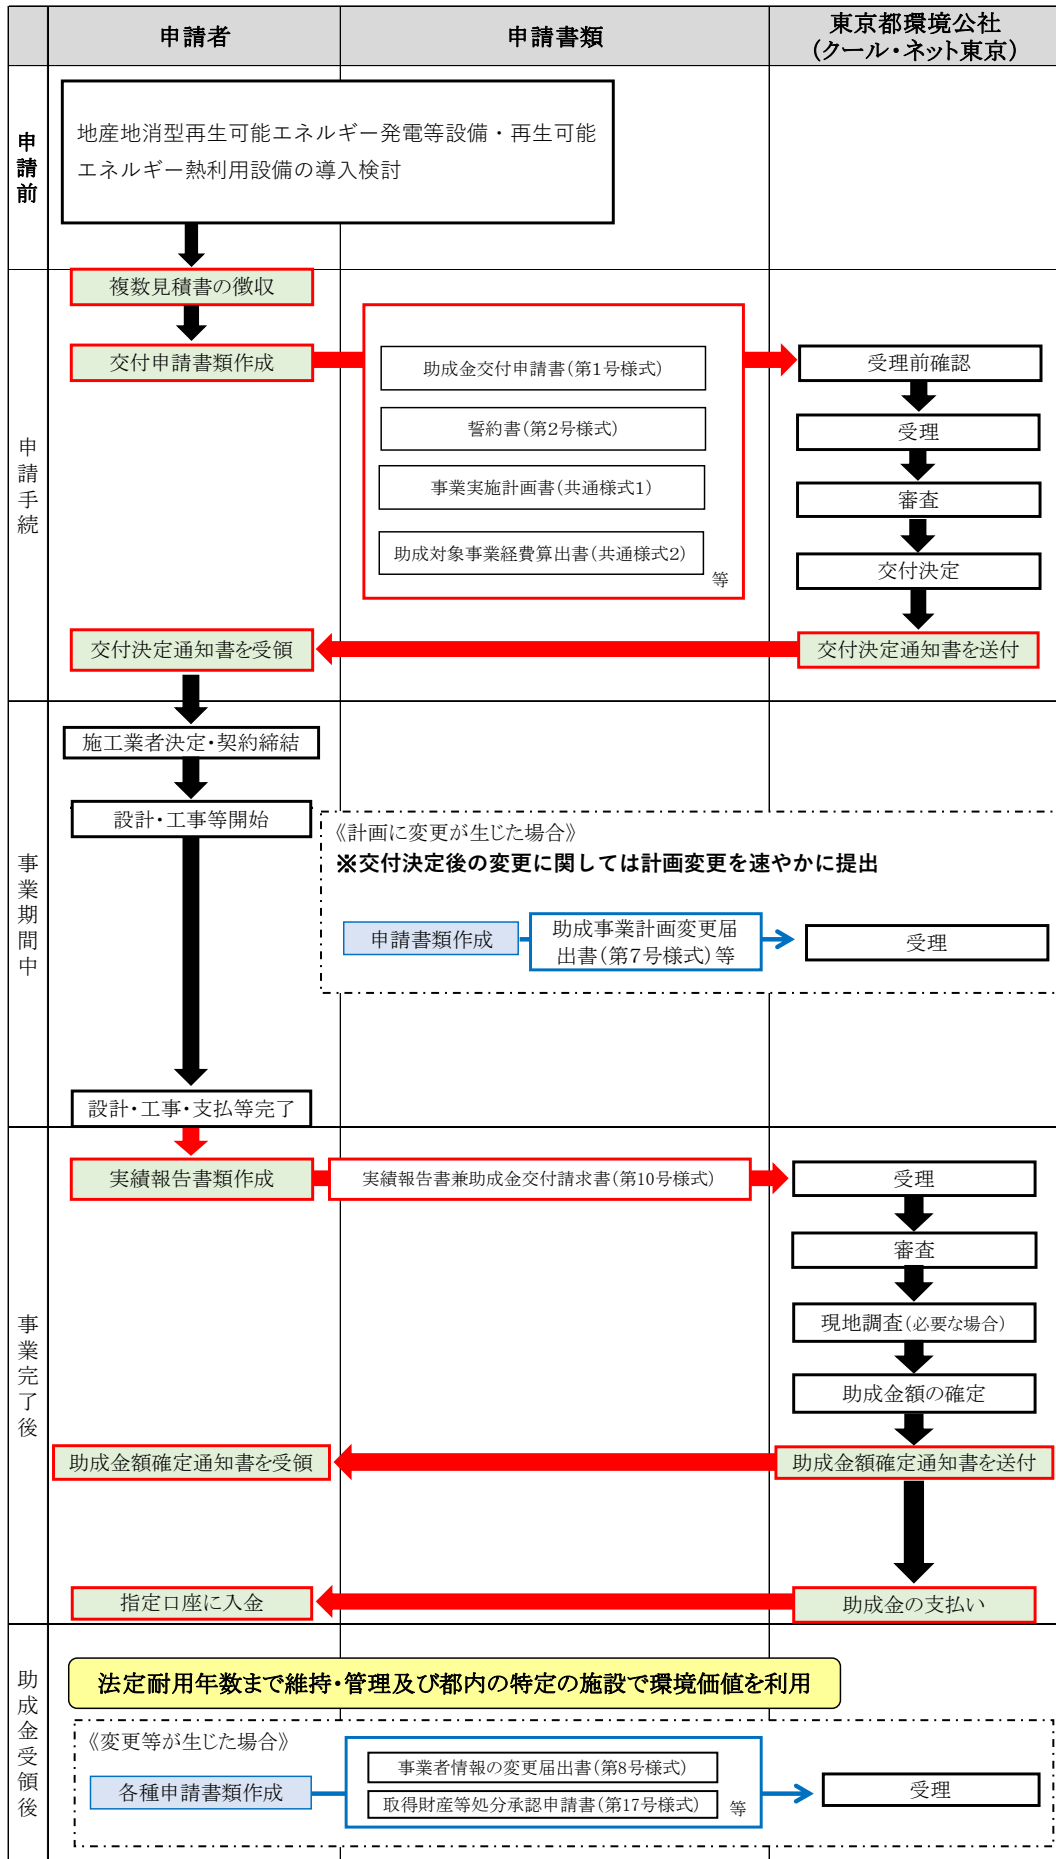 申請者
申請書類
東京都環境公社
(クール・ネット東京)
申請前
地産地消型再生可能エネルギー発電等設備・再生可能
エネルギー熱利用設備の導入検討
申請手続
複数見積書の徴収
交付申請書類作成
助成金交付申請書(第1号様式)
誓約書(第2号様式)
事業実施計画書(共通様式1)
助成対象事業経費算出書(共通様式2)
等
受理前確認
受理
審査
交付決定
交付決定通知書を受領
交付決定通知書を送付
事業期間中
施工業者決定・契約締結
設計・工事等開始
《計画に変更が生じた場合》
※交付決定後の変更に関しては計画変更を速やかに提出
申請書類作成
助成事業計画変更届
出書(第7号様式)等
受理
設計・工事・支払等完了
事業完了後
実績報告書類作成
実績報告書兼助成金交付請求書(第10号様式)
受理
審査
現地調査(必要な場合)
助成金額の確定
助成金額確定通知書を受領
助成金額確定通知書を送付
指定口座に入金
助成金の支払い
助成金受領後
法定耐用年数まで維持・管理及び都内の特定の施設で環境価値を利用
《変更等が生じた場合》
各種申請書類作成
事業者情報の変更届出書(第8号様式)
取得財産等処分承認申請書(第17号様式)
等
受理